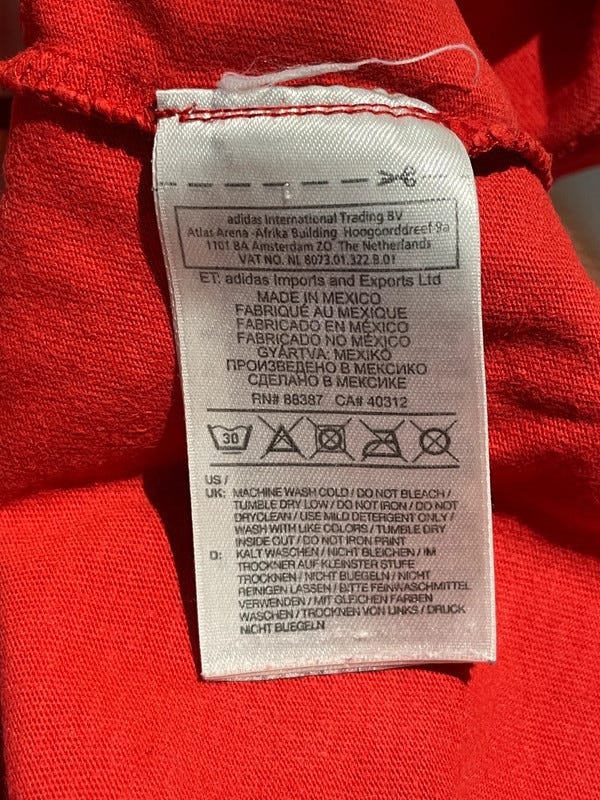 adidas International Trading BV
Atlas Arena -Afrika Building Hoogoorddreef 9a
1101 BA Amsterdam ZO The Netherlands
VAT NO. NL 8073.01.322.B.01
ET: adidas Imports and Exports Ltd
MADE IN MEXICO
FABRIQUÉ AU MEXIQUE
FABRICADO EN MÉXICO
FABRICADO NO MÉXICO
GYÁRTVA: MEXIKÓ
ПРОИЗВЕДЕНО В МЕКСИКО
СДЕЛАНО В МЕКСИКЕ
RN# 88387 CA# 40312
30
US /
UK: MACHINE WASH COLD / DO NOT BLEACH /
TUMBLE DRY LOW / DO NOT IRON / DO NOT
DRYCLEAN / USE MILD DETERGENT ONLY /
WASH WITH LIKE COLORS / TUMBLE DRY
INSIDE OUT / DO NOT IRON PRINT
D: KALT WASCHEN / NICHT BLEICHEN / IM
TROCKNER AUF KLEINSTER STUFE
TROCKNEN / NICHT BUEGELN / NICHT
REINIGEN LASSEN / BITTE FEINWASCHMITTEL
VERWENDEN / MIT GLEICHEN FARBEN
WASCHEN / TROCKNEN VON LINKS / DRUCK
NICHT BUEGELN